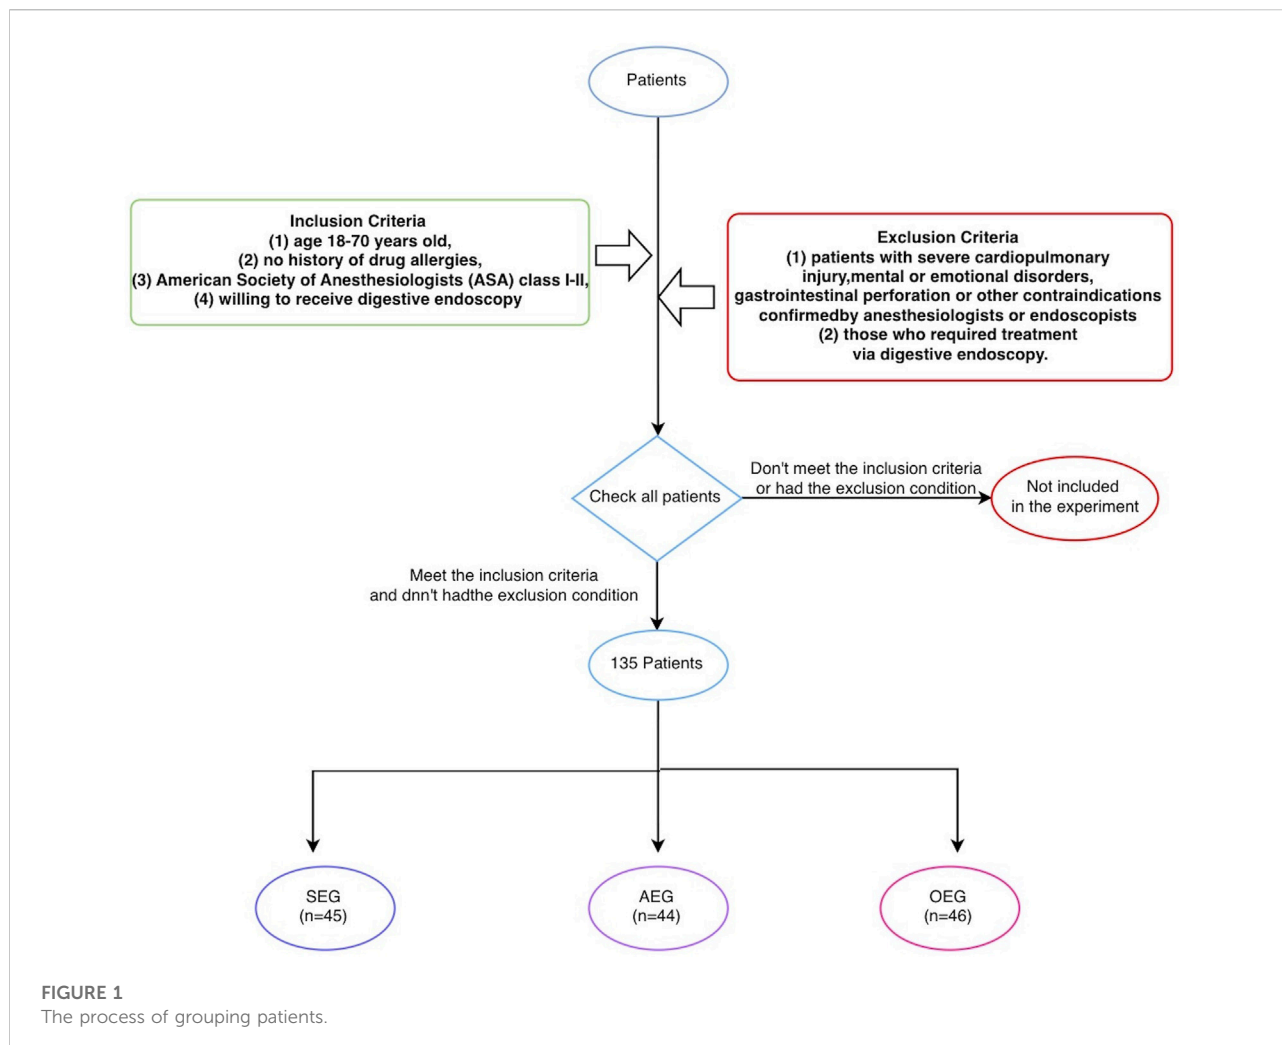 Patients
Inclusion Criteria
(1) age 18-70 years old,
(2) no history of drug allergies,
(3) American Society of Anesthesiologists (ASA) class I-II,
(4) willing to receive digestive endoscopy
Exclusion Criteria
(1) patients with severe cardiopulmonary
injury,mental or emotional disorders,
gastrointestinal perforation or other contraindications
confirmedby anesthesiologists or endoscopists
(2) those who required treatment
via digestive endoscopy.
Check all patients
Don't meet the inclusion criteria
or had the exclusion condition
Not included
in the experiment
Meet the inclusion criteria
and dnn't hadthe exclusion condition
135 Patients
SEG
(n=45)
AEG
(n=44)
OEG
(n=46)
FIGURE 1
The process of grouping patients.